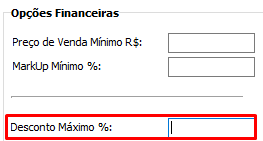 Opções Financeiras
Preço de Venda Mínimo R$:
MarkUp Mínimo %:
Desconto Máximo %: